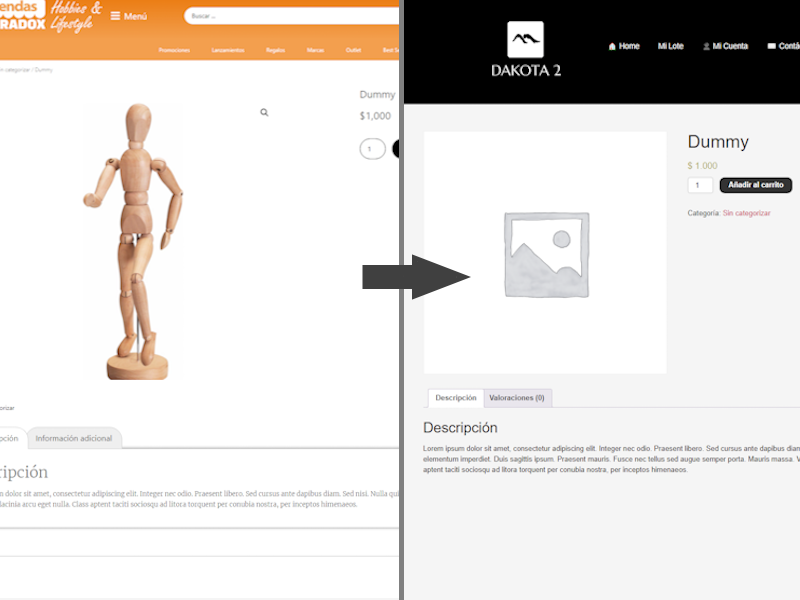 endas
RADOX
Hobbies &
Lifestyle
Menú
Buscar ...
Promociones Lanzamientos Regalos Marcas Outlet Best S
n categorizar / Dummy
Dummy
$1,000
1
orizar
pción
Información adicional
ripción
m dolor sit amet, consectetur adipiscing elit. Integer nec odio. Praesent libero. Sed cursus ante dapibus diam. Sed nisi. Nulla qui
lacinia arcu eget nulla. Class aptent taciti sociosqu ad litora torquent per conubia nostra, per inceptos himenaeos.
DAKOTA 2
Home Mi Lote Mi Cuenta Contác
Dummy
$ 1.000
1
Añadir al carrito
Categoría: Sin categorizar
Descripción
Valoraciones (0)
Descripción
Lorem ipsum dolor sit amet, consectetur adipiscing elit. Integer nec odio. Praesent libero. Sed cursus ante dapibus diam
elementum imperdiet. Duis sagittis ipsum. Praesent mauris. Fusce nec tellus sed augue semper porta. Mauris massa. V
aptent taciti sociosqu ad litora torquent per conubia nostra, per inceptos himenaeos.